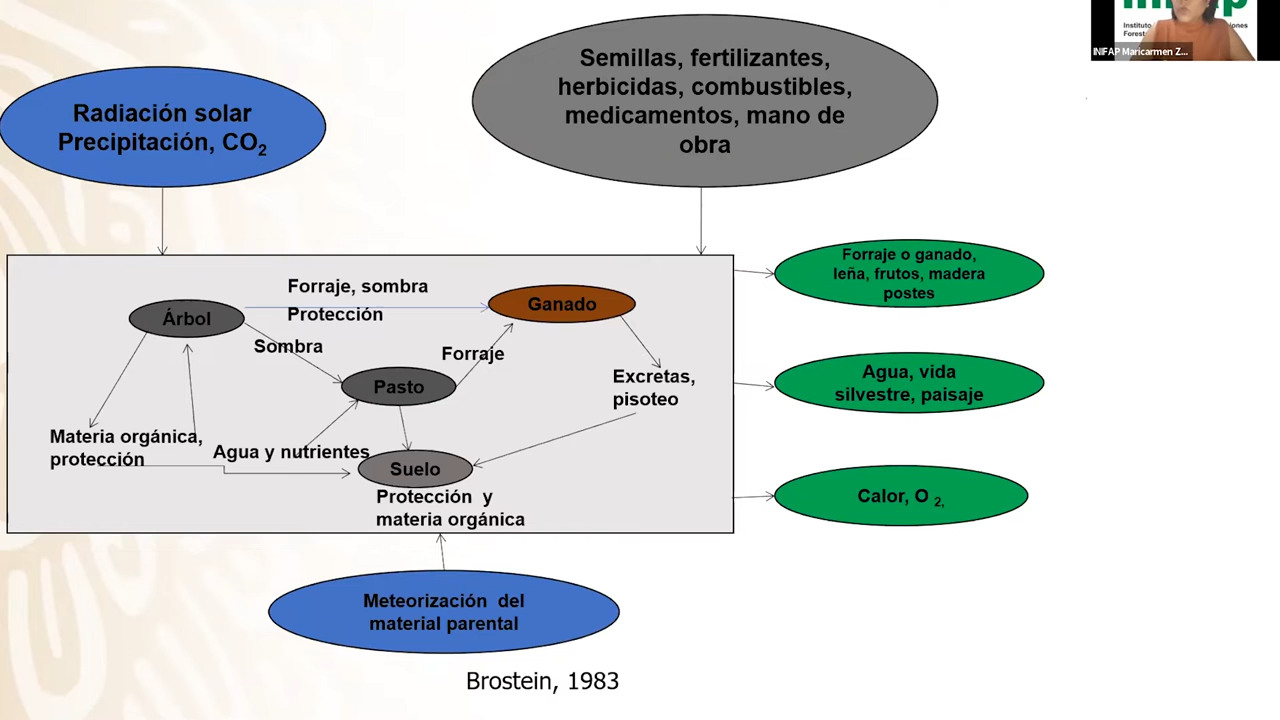 Radiación solar
Precipitación, CO2
Semillas, fertilizantes,
herbicidas, combustibles,
medicamentos, mano de
obra
Instituto
Forest
INIFAP Maricarmen Z...
Forraje o ganado,
leña, frutos, madera
postes
Forraje, sombra
Protección
Árbol
Ganado
Sombra
Forraje
Pasto
Excretas,
pisoteo
Agua, vida
silvestre, paisaje
Materia orgánica,
protección
Agua y nutrientes
Suelo
Protección y
materia orgánica
Calor, O 2,
Meteorización del
material parental
Brostein, 1983